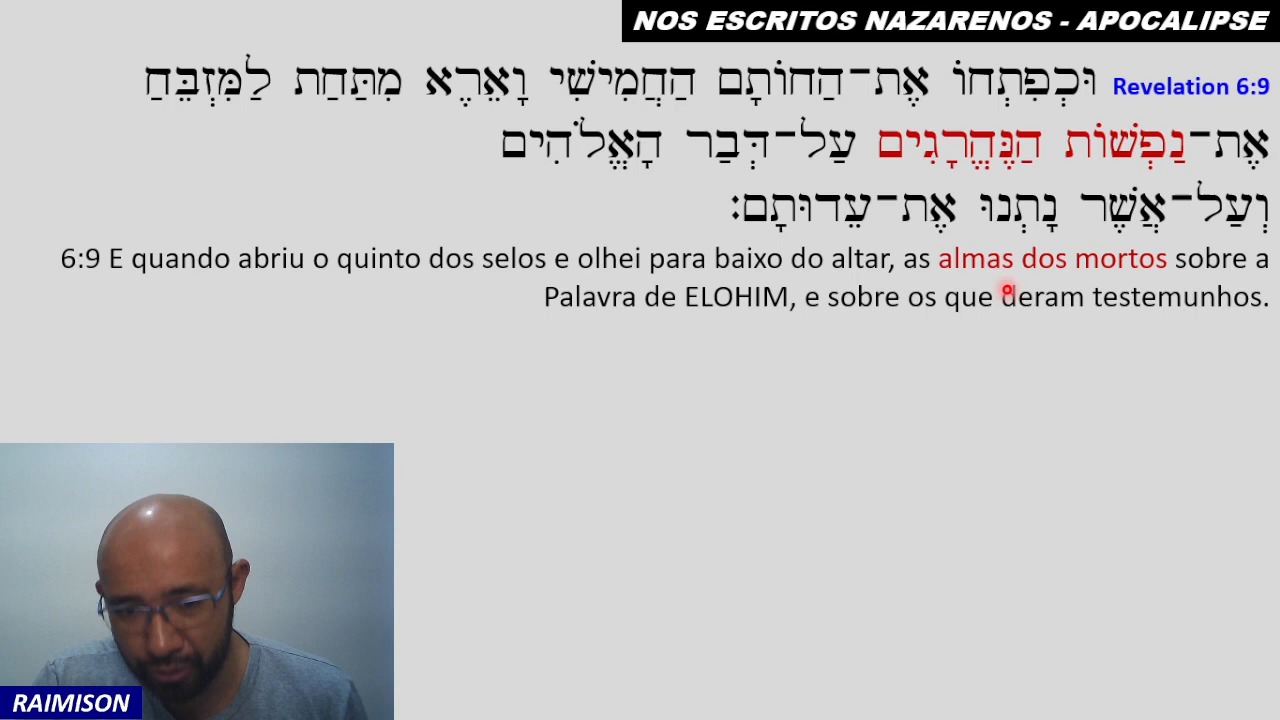 NOS ESCRITOS NAZARENOS - APOCALIPSE
Revelation 6:9 וּכְפִתְחוֹ אֶת־הַחוֹתָם הַחֲמִישִׁי וָאֵרֶא מִתַּחַת לַמִּזְבֵּחַ
אֶת־נַפְשׁוֹת הַנֶּהֱרָגִים עַל־דְּבַר הָאֱלֹהִים
וְעַל־אֲשֶׁר נָתְנוּ אֶת־עֵדוּתָם׃
6:9 E quando abriu o quinto dos selos e olhei para baixo do altar, as almas dos mortos sobre a
Palavra de ELOHIM, e sobre os que deram testemunhos.
RAIMISON